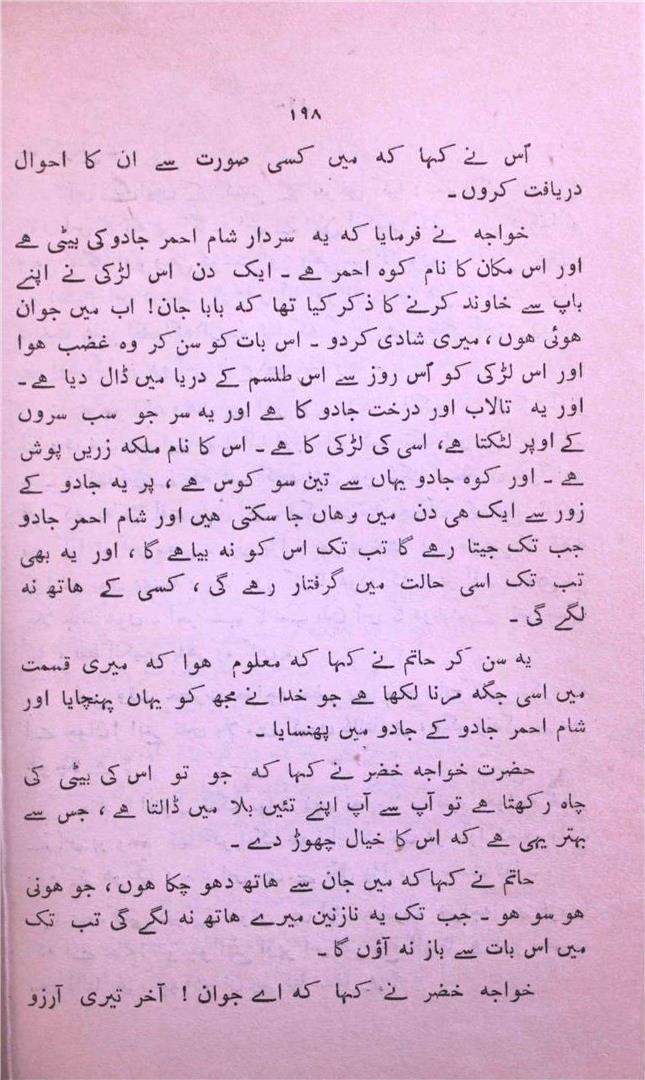 ۱۹۸
اُس نے کہا کہ میں کسی صورت سے ان کا احوال
دریافت کروں ۔
خواجہ نے فرمایا کہ یہ سردار شام احمر جادو کی بیٹی ہے
اور اس مکان کا نام کوہ احمر ہے ۔ ایک دن اس لڑکی نے اپنے
باپ سے خاوند کرنے کا ذکر کیا تھا کہ بابا جان! اب میں جوان
ہوئی ہوں ، میری شادی کر دو ۔ اس بات کو سن کر وہ غضب ہوا
اور اس لڑکی کو اُس روز سے اس طلسم کے دریا میں ڈال دیا ہے ۔
اور یہ تالاب اور درخت جادو کا ہے اور یہ سر جو سب سروں
کے اوپر لٹکتا ہے، اسی کی لڑکی کا ہے ۔ اس کا نام ملکہ زریں پوش
ہے ۔ اور کوہ جادو یہاں سے تین سو کوس ہے ، پر یہ جادو کے
زور سے ایک ہی دن میں وہاں جا سکتی ہیں اور شام احمر جادو
جب تک جیتا رہے گا تب تک اس کو نہ بیاہے گا ، اور یہ بھی
تب تک اسی حالت میں گرفتار رہے گی ، کسی کے ہاتھ نہ
لگے گی ۔
یہ سن کر حاتم نے کہا کہ معلوم ہوا کہ میری قسمت
میں اسی جگہ مرنا لکھا ہے جو خدا نے مجھ کو یہاں پہنچایا اور
شام احمر جادو کے جادو میں پھنسایا ۔
حضرت خواجہ خضر نے کہا کہ جو تو اس کی بیٹی کی
چاہ رکھتا ہے تو آپ سے آپ اپنے تئیں بلا میں ڈالتا ہے ، جس سے
بہتر یہی ہے کہ اس کا خیال چھوڑ دے ۔
حاتم نے کہا کہ میں جان سے ہاتھ دھو چکا ہوں ، جو ہونی
ہو سو ہو ۔ جب تک یہ نازنین میرے ہاتھ نہ لگے گی تب تک
میں اس بات سے باز نہ آؤں گا ۔
خواجہ خضر نے کہا کہ اے جوان ! آخر تیری آرزو